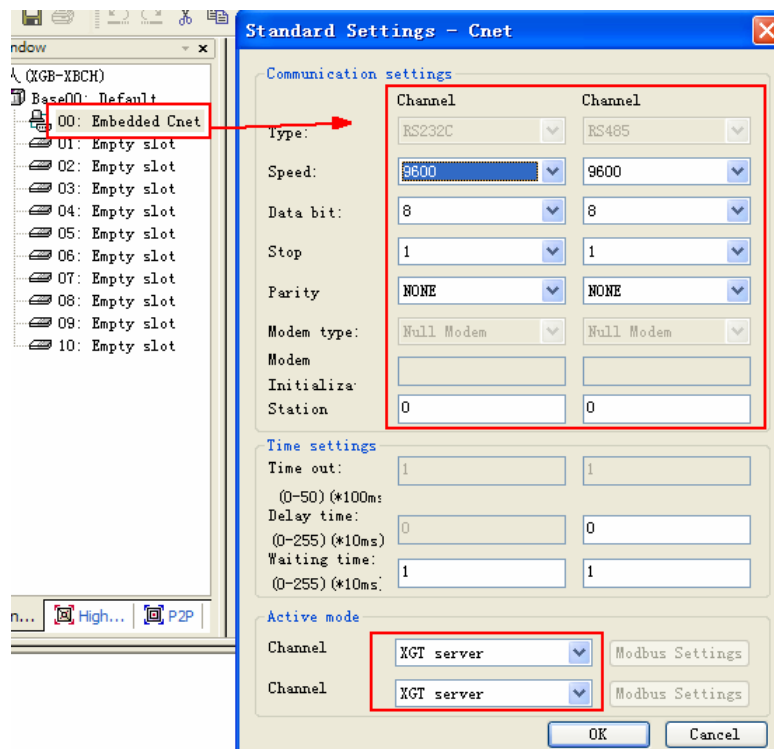 ndow
(XGB-XBCH)
Base00: Default
00: Embedded Cnet
01: Empty slot
02: Empty slot
03: Empty slot
04: Empty slot
05: Empty slot
06: Empty slot
07: Empty slot
08: Empty slot
09: Empty slot
10: Empty slot
n... High... P2P
Standard Settings - Cnet
Communication settings
Channel Channel
Type: RS232C RS485
Speed: 9600 9600
Data bit: 8 8
Stop 1 1
Parity NONE NONE
Modem type: Null Modem Null Modem
Modem
Initializa
Station 0 0
Time settings
Time out: 1 1
(0-50)(*100ms
Delay time: 0 0
(0-255)(*10ms)
Waiting time: 1 1
(0-255)(*10ms)
Active mode
Channel XGT server Modbus Settings
Channel XGT server Modbus Settings
OK Cancel